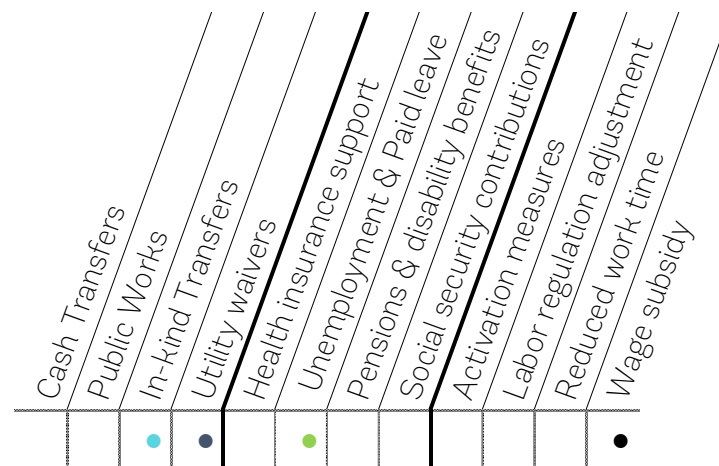 Cash Transfers
Public Works
In-kind Transfers
Utility waivers
Health insurance support
Unemployment & Paid leave
Pensions & disability benefits
Social security contributions
Activation measures
Labor regulation adjustment
Reduced work time
Wage subsidy